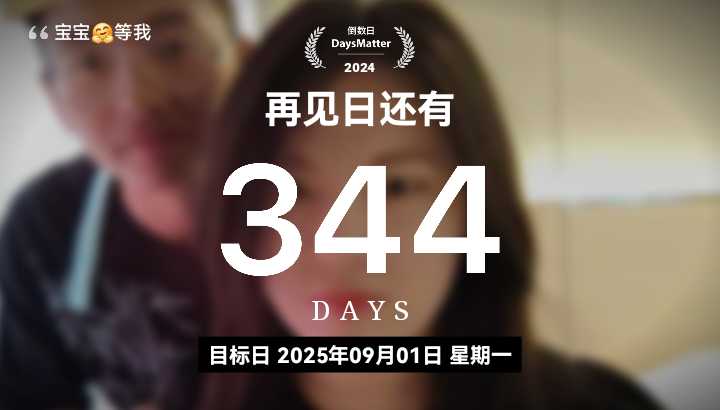 “ 宝宝🤗等我
倒数日
DaysMatter
2024
再见日还有
344
DAYS
目标日 2025年09月01日 星期一